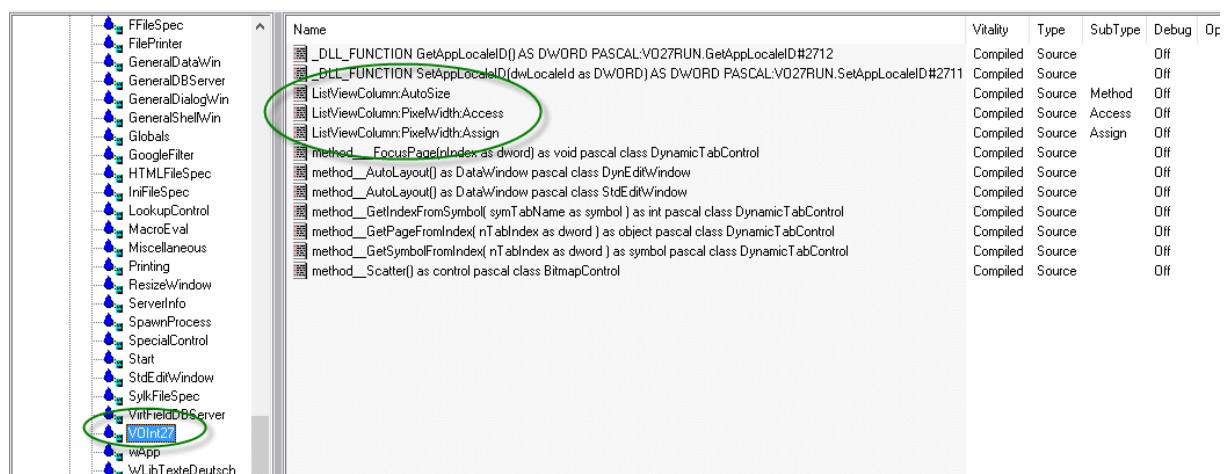 FFileSpec
FilePrinter
GeneralDataWin
GeneralDBServer
GeneralDialogWin
GeneralShellWin
Globals
GoogleFilter
HTMLFileSpec
IniFileSpec
LookupControl
MacroEval
Miscellaneous
Printing
ResizeWindow
ServerInfo
SpawnProcess
SpecialControl
Start
StdEditWindow
SylkFileSpec
VirtFieldDBServer
VOInt27
wApp
WLibTexteDeutsch
Name Vitality Type SubType Debug Op
_DLL_FUNCTION GetAppLocaleID() AS DWORD PASCAL:VO27RUN.GetAppLocaleID#2712 Compiled Source Off
_DLL_FUNCTION SetAppLocaleID(dwLocaleId as DWORD) AS DWORD PASCAL:VO27RUN.SetAppLocaleID#2711 Compiled Source Off
ListViewColumn:AutoSize Compiled Source Method Off
ListViewColumn:PixelWidth:Access Compiled Source Access Off
ListViewColumn:PixelWidth:Assign Compiled Source Assign Off
method___FocusPage(nIndex as dword) as void pascal class DynamicTabControl Compiled Source Off
method__AutoLayout() as DataWindow pascal class DynEditWindow Compiled Source Off
method__AutoLayout() as DataWindow pascal class StdEditWindow Compiled Source Off
method__GetIndexFromSymbol( symTabName as symbol ) as int pascal class DynamicTabControl Compiled Source Off
method__GetPageFromIndex( nTabIndex as dword ) as object pascal class DynamicTabControl Compiled Source Off
method__GetSymbolFromIndex( nTabIndex as dword ) as symbol pascal class DynamicTabControl Compiled Source Off
method__Scatter() as control pascal class BitmapControl Compiled Source Off